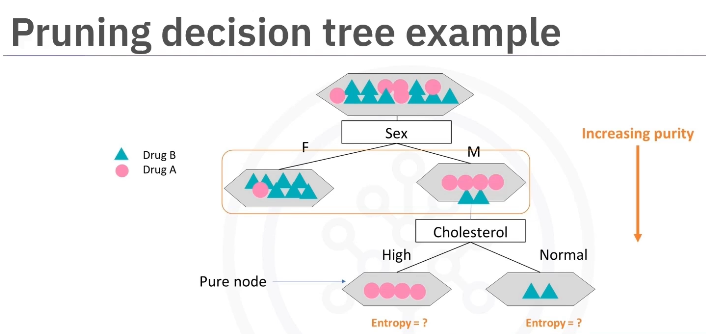 Pruning decision tree example
Sex
Increasing purity
F
M
Drug B
Drug A
Cholesterol
High
Normal
Pure node
Entropy = ?
Entropy = ?